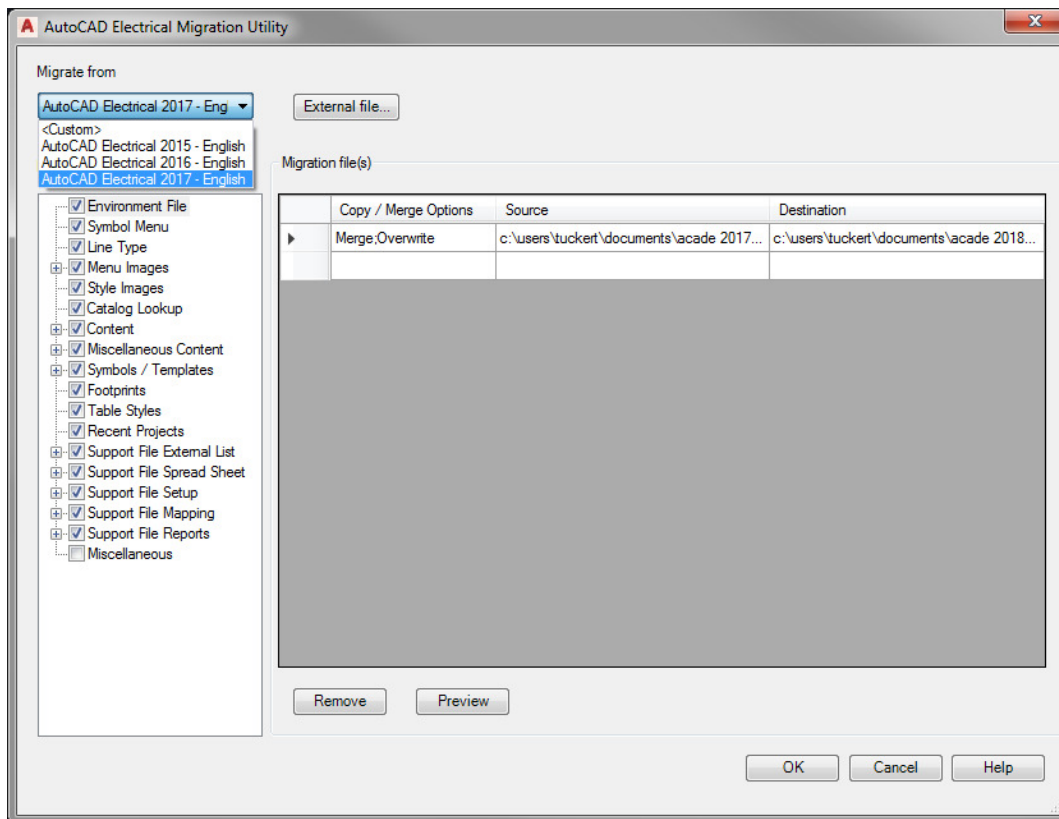 AutoCAD Electrical Migration Utility
Migrate from
AutoCAD Electrical 2017 - Eng
External file...
<Custom>
AutoCAD Electrical 2015 - English
AutoCAD Electrical 2016 - English
AutoCAD Electrical 2017 - English
Migration file(s)
Environment File
Symbol Menu
Line Type
Menu Images
Style Images
Catalog Lookup
Content
Miscellaneous Content
Symbols / Templates
Footprints
Table Styles
Recent Projects
Support File External List
Support File Spread Sheet
Support File Setup
Support File Mapping
Support File Reports
Miscellaneous
Copy / Merge Options Source Destination
Merge;Overwrite c:\users\tuckert\documents\acade 2017... c:\users\tuckert\documents\acade 2018...
Remove Preview
OK Cancel Help